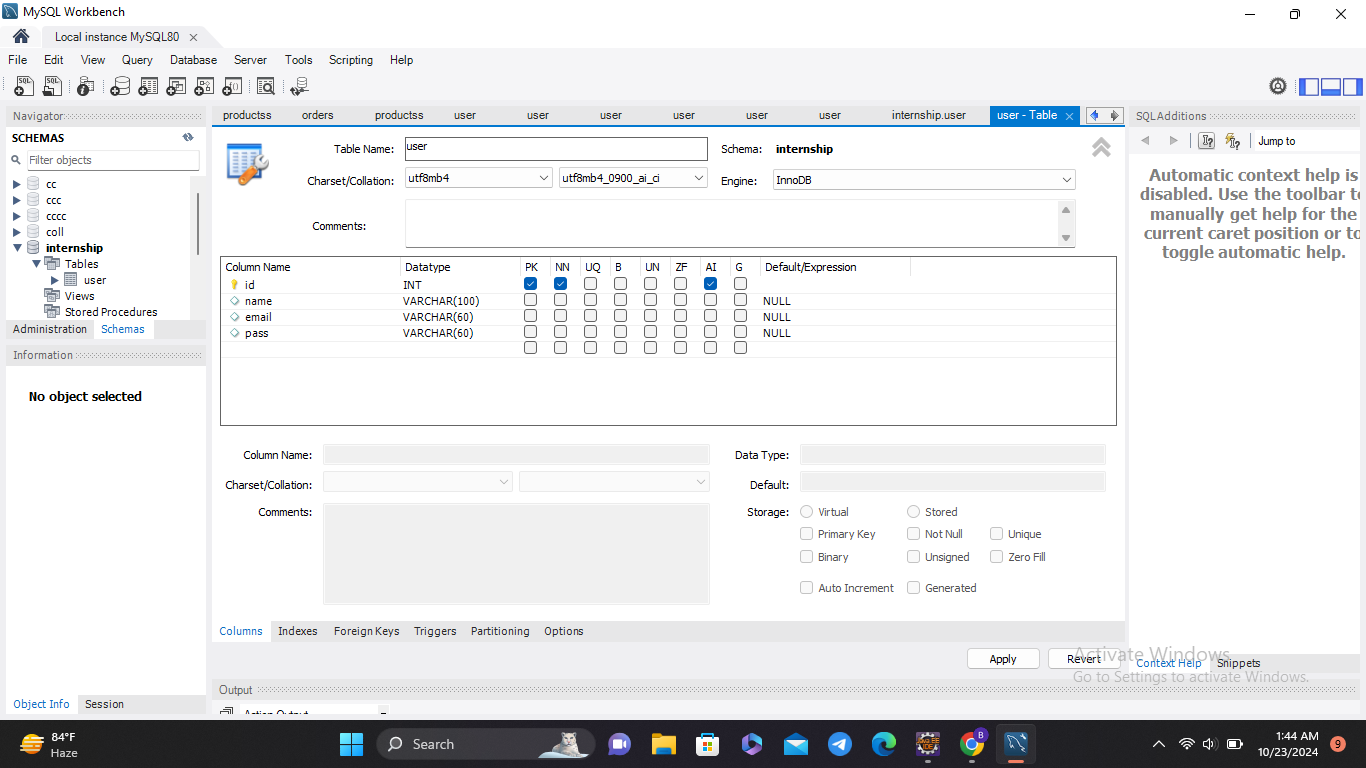 MySQL Workbench
Local instance MySQL80
File Edit View Query Database Server Tools Scripting Help
Navigator
SCHEMAS
Filter objects
cc
ccc
cccc
coll
internship
Tables
user
Views
Stored Procedures
Administration Schemas
Information
No object selected
Object Info Session
productss orders productss user user user user user user internship.user user - Table
Table Name: user Schema: internship
Charset/Collation: utf8mb4 utf8mb4_0900_ai_ci Engine: InnoDB
Comments:
Column Name Datatype PK NN UQ B UN ZF AI G Default/Expression
id INT
name VARCHAR(100) NULL
email VARCHAR(60) NULL
pass VARCHAR(60) NULL
Column Name: Data Type:
Charset/Collation: Default:
Comments: Storage: Virtual Stored
Primary Key Not Null Unique
Binary Unsigned Zero Fill
Auto Increment Generated
Columns Indexes Foreign Keys Triggers Partitioning Options
Apply Revert
Output
Action Output
SQLAdditions
Jump to
Automatic context help is
disabled. Use the toolbar to
manually get help for the
current caret position or to
toggle automatic help.
Context Help Snippets
Activate Windows
Go to Settings to activate Windows.
84°F
Haze
Search
1:44 AM
10/23/2024
9